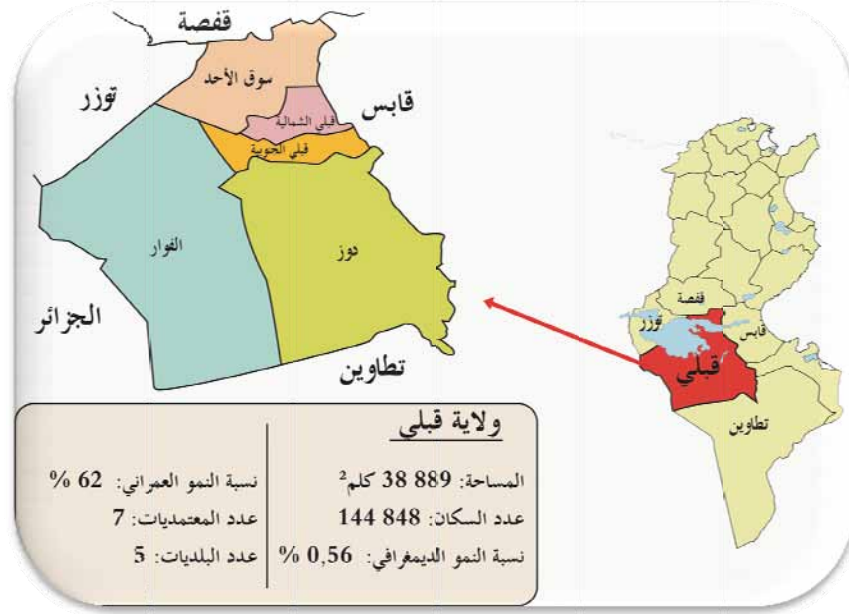 قفصة
توزر
سوق الأحد
قابس
قبلي الشمالية
قبلي الجنوبية
الفوار
دوز
الجزائر
تطاوين
قفصة
توزر
قابس
قبلي
تطاوين
ولاية قبلي
المساحة: 889 38 كلم²
عدد السكان: 848 144
نسبة النمو الديمغرافي: 0,56 %
نسبة النمو العمراني: 62 %
عدد المعتمديات: 7
عدد البلديات: 5